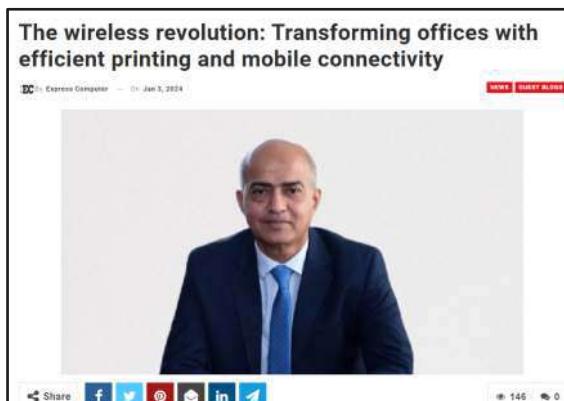 The wireless revolution: Transforming offices with
efficient printing and mobile connectivity
EC By Express Computer — On Jan 3, 2024
NEWS GUEST BLOGS
Share
146 0